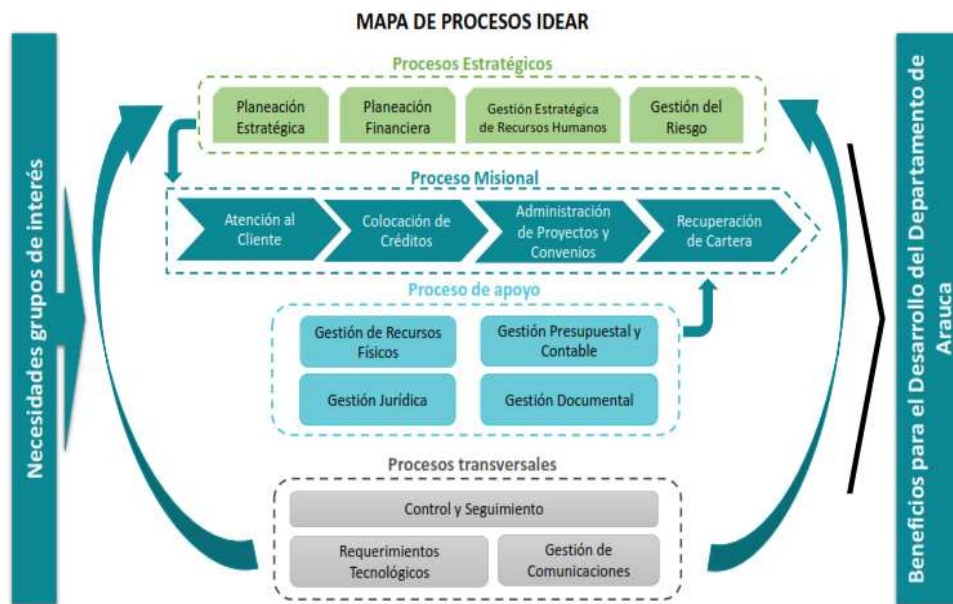 MAPA DE PROCESOS IDEAR
Necesidades grupos de interés
Procesos Estratégicos
Planeación
Estratégica
Planeación
Financiera
Gestión Estratégica
de Recursos Humanos
Gestión del
Riesgo
Proceso Misional
Atención al
Cliente
Colocación de
Créditos
Administración
de Proyectos y
Convenios
Recuperación
de Cartera
Proceso de apoyo
Gestión de Recursos
Físicos
Gestión Presupuestal y
Contable
Gestión Jurídica
Gestión Documental
Procesos transversales
Control y Seguimiento
Requerimientos
Tecnológicos
Gestión de
Comunicaciones
Beneficios para el Desarrollo del Departamento de
Arauca